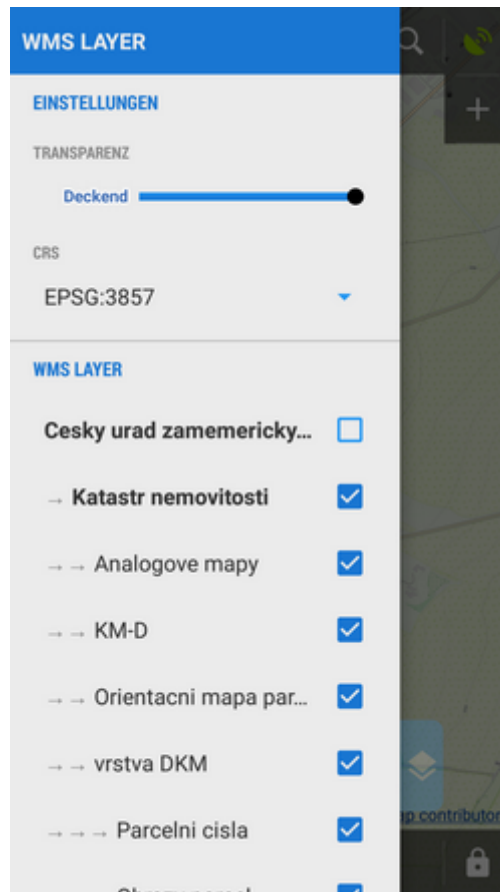 WMS LAYER
EINSTELLUNGEN
TRANSPARENZ
Deckend
CRS
EPSG:3857
WMS LAYER
Cesky urad zamemericky...
→ Katastr nemovitosti
→ → Analogove mapy
→ → KM-D
→ → Orientacni mapa par...
→ → vrstva DKM
→ → → Parcelni cisla
contributor